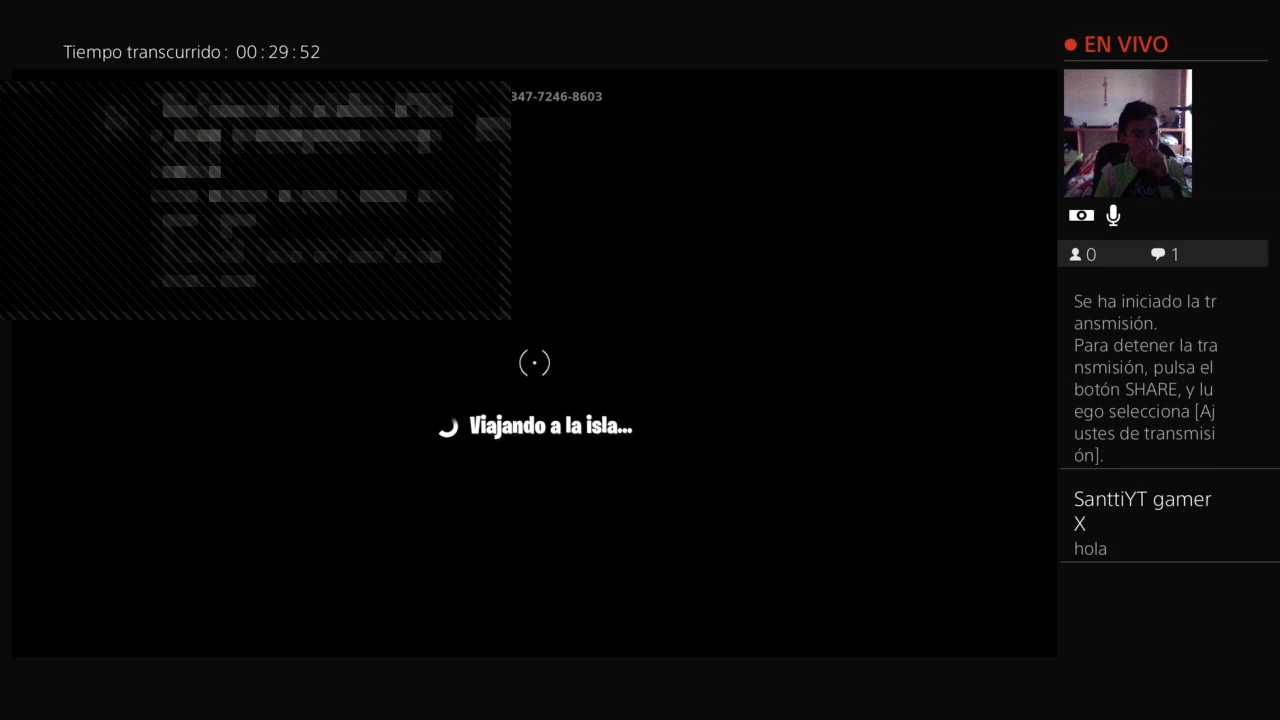 Tiempo transcurrido: 00:29:52
EN VIVO
347-7246-8603
0
1
Se ha iniciado la tr
ansmisión.
Para detener la tra
nsmisión, pulsa el
botón SHARE, y lu
ego selecciona [Aj
ustes de transmisi
ón].
Viajando a la isla...
SanttiYT gamer
X
hola